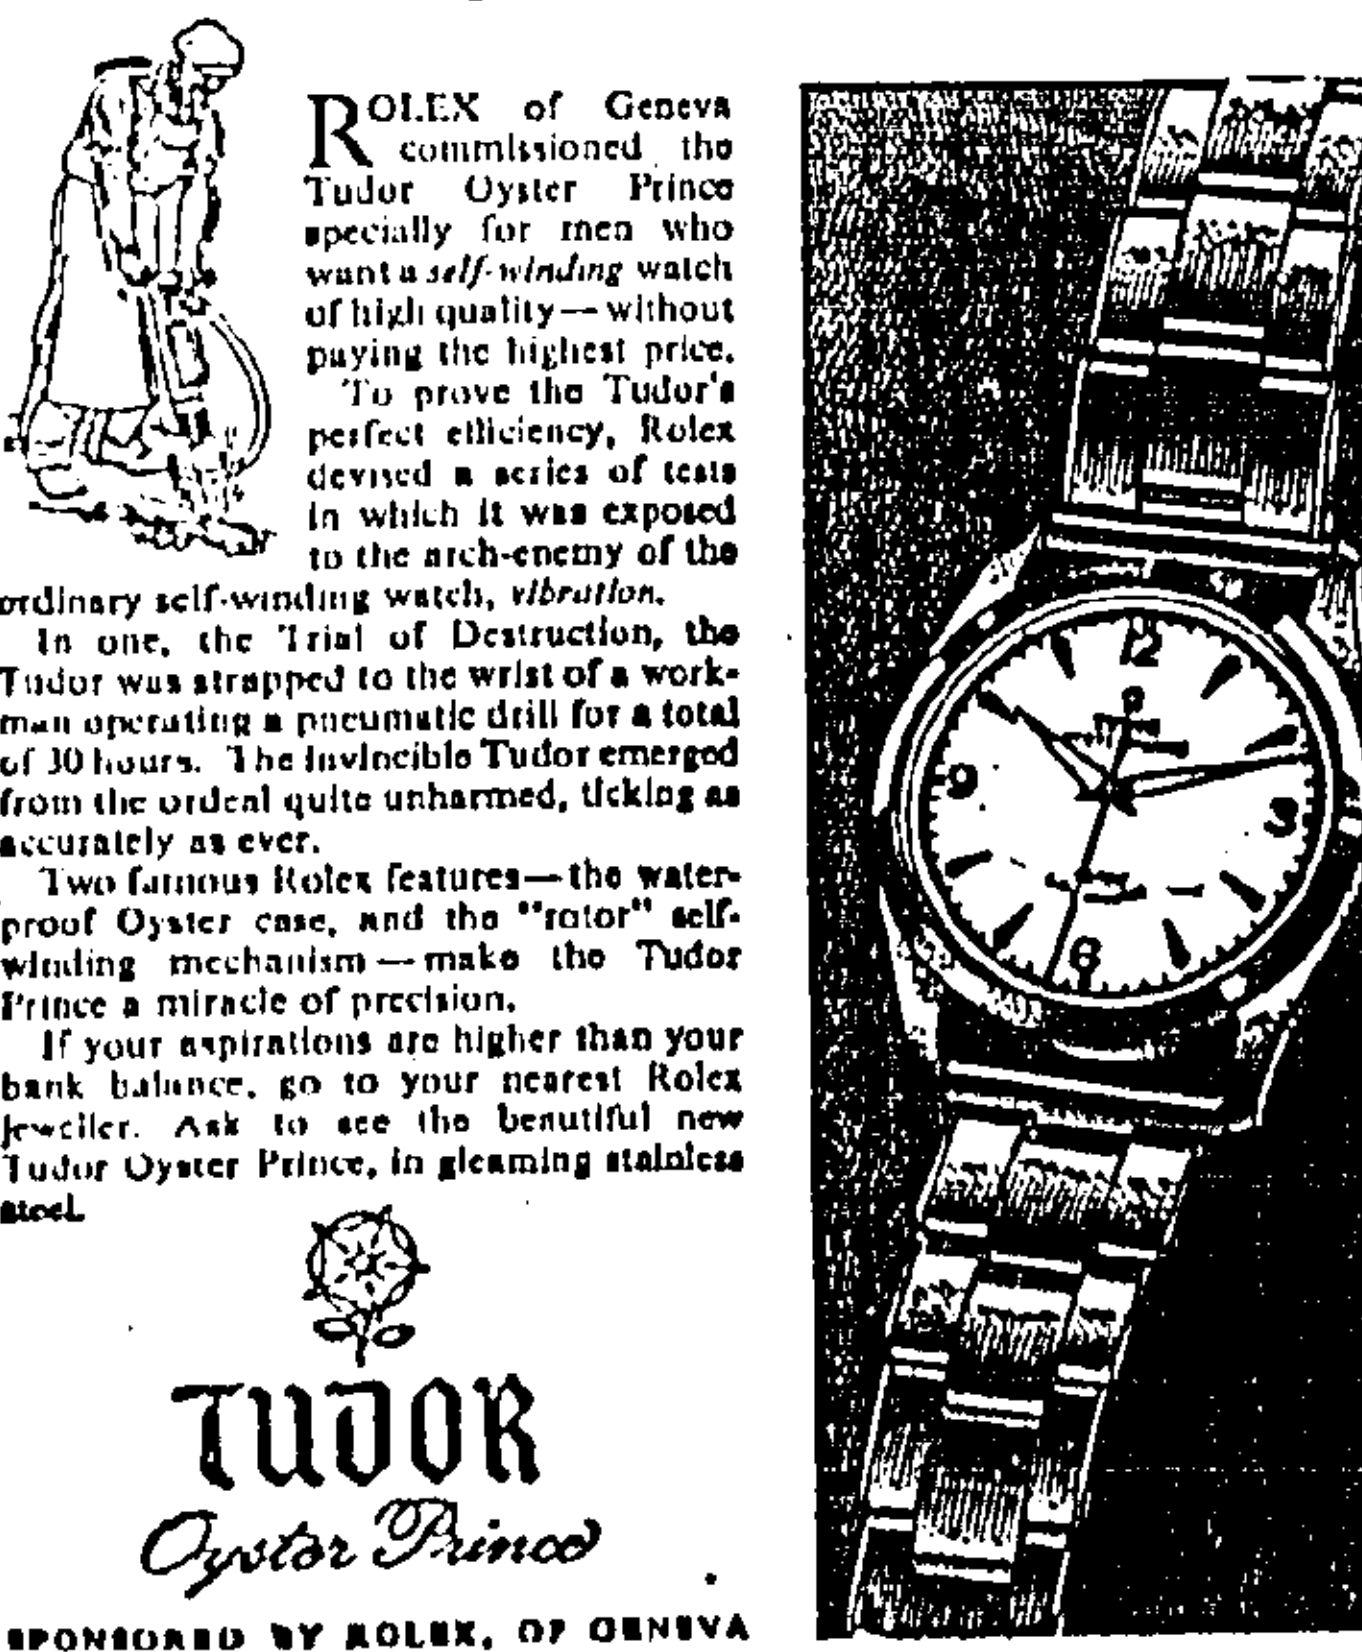 ROLEX of Geneva
commissioned the
Tudor Oyster Prince
specially for men who
want a self-winding watch
of high quality—without
paying the highest price.
To prove the Tudor's
perfect efficiency, Rolex
devised a series of tests
in which it was exposed
to the arch-enemy of the
ordinary self-winding watch, vibration.
In one, the Trial of Destruction, the
Tudor was strapped to the wrist of a work-
man operating a pneumatic drill for a total
of 30 hours. The invincible Tudor emerged
from the ordeal quite unharmed, ticking as
accurately as ever.
Two famous Rolex features—the water-
proof Oyster case, and the "rotor" self-
winding mechanism—make the Tudor
Prince a miracle of precision.
If your aspirations are higher than your
bank balance, go to your nearest Rolex
jeweller. Ask to see the beautiful new
Tudor Oyster Prince, in gleaming stainless
steel.
TUDOR
Oyster Prince
SPONSORED BY ROLEX, OF GENEVA
12
9
3
6